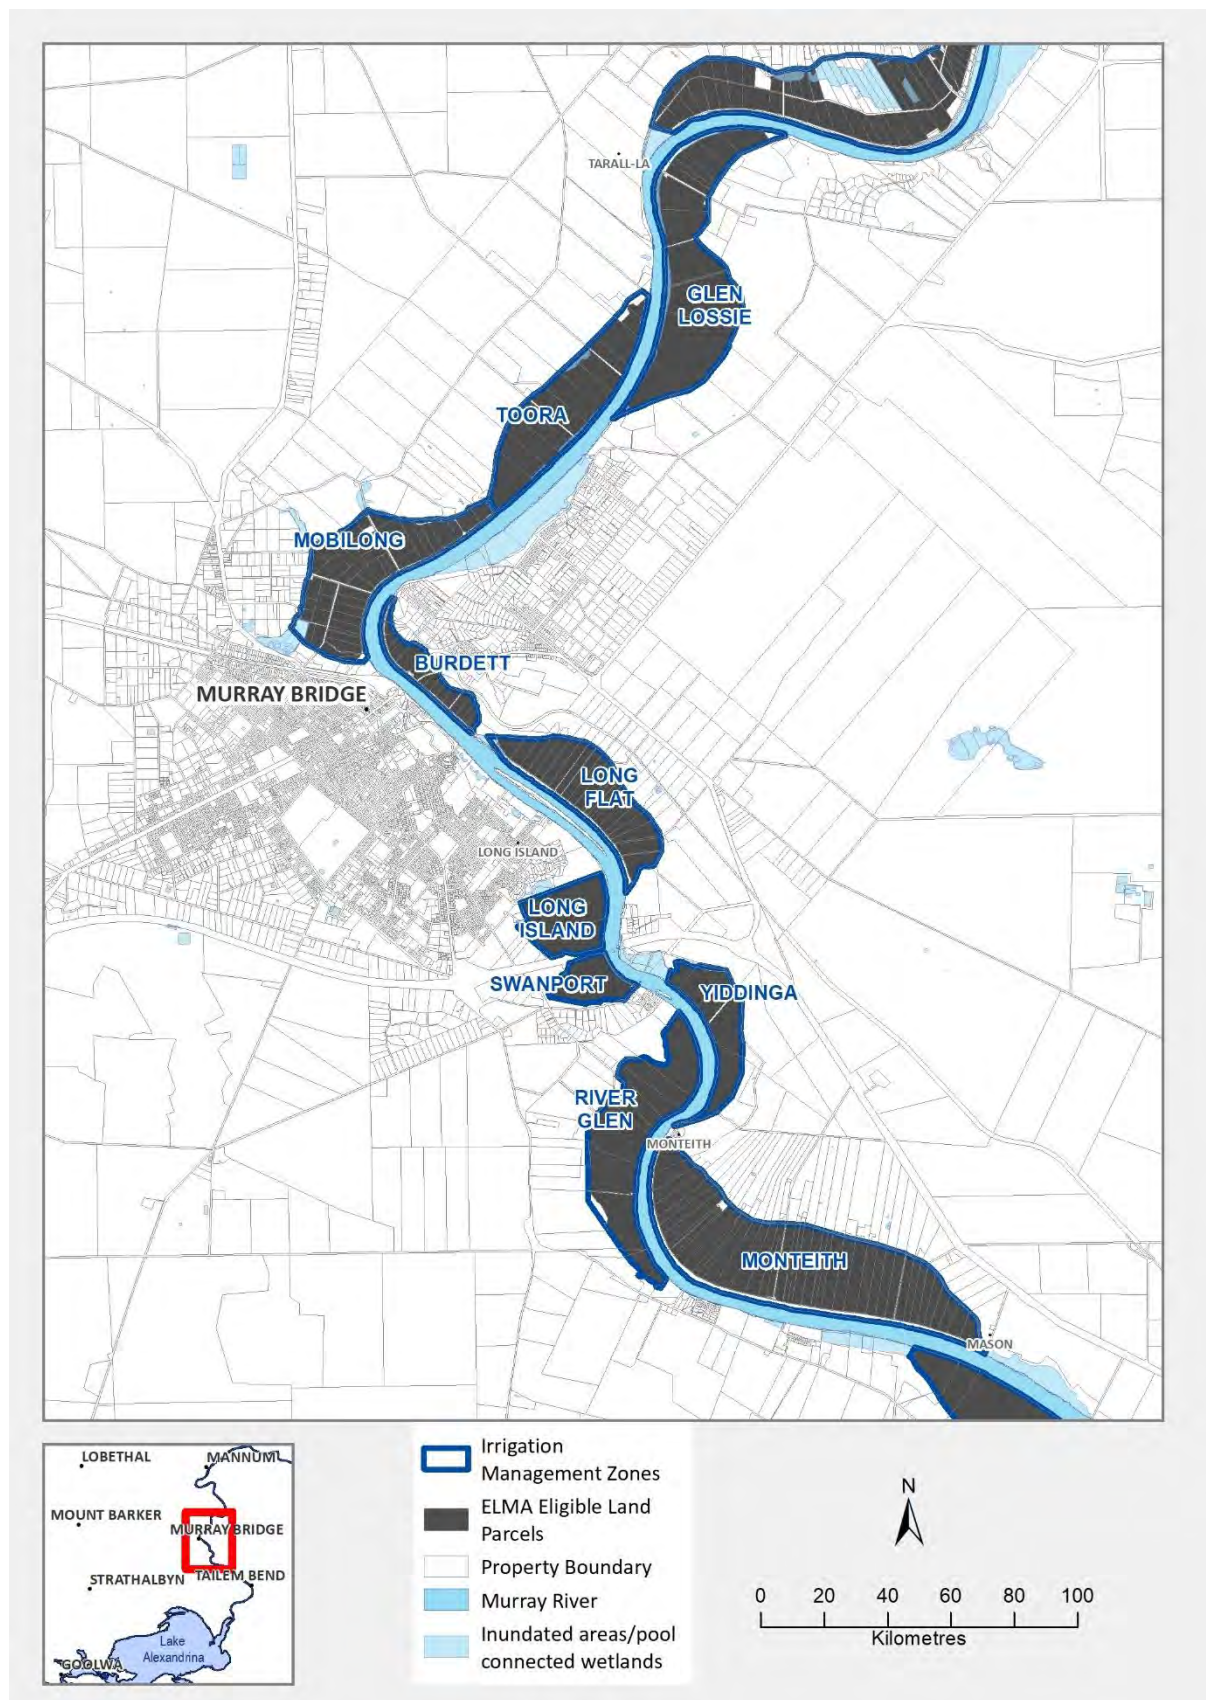 TARALL-LA
GLEN
LOSSIE
TOORA
MOBILONG
BURDETT
MURRAY BRIDGE
LONG
FLAT
LONG ISLAND
LONG
ISLAND
SWANPORT
YIDDINGA
RIVER
GLEN
MONTEITH
MONTEITH
MASON
LOBETHAL
MANNUM
MOUNT BARKER
MURRAY BRIDGE
STRATHALBYN
TAILEM BEND
Lake
Alexandrina
GOOLWA
Irrigation
Management Zones
ELMA Eligible Land
Parcels
Property Boundary
Murray River
Inundated areas/pool
connected wetlands
N
0 20 40 60 80 100
Kilometres